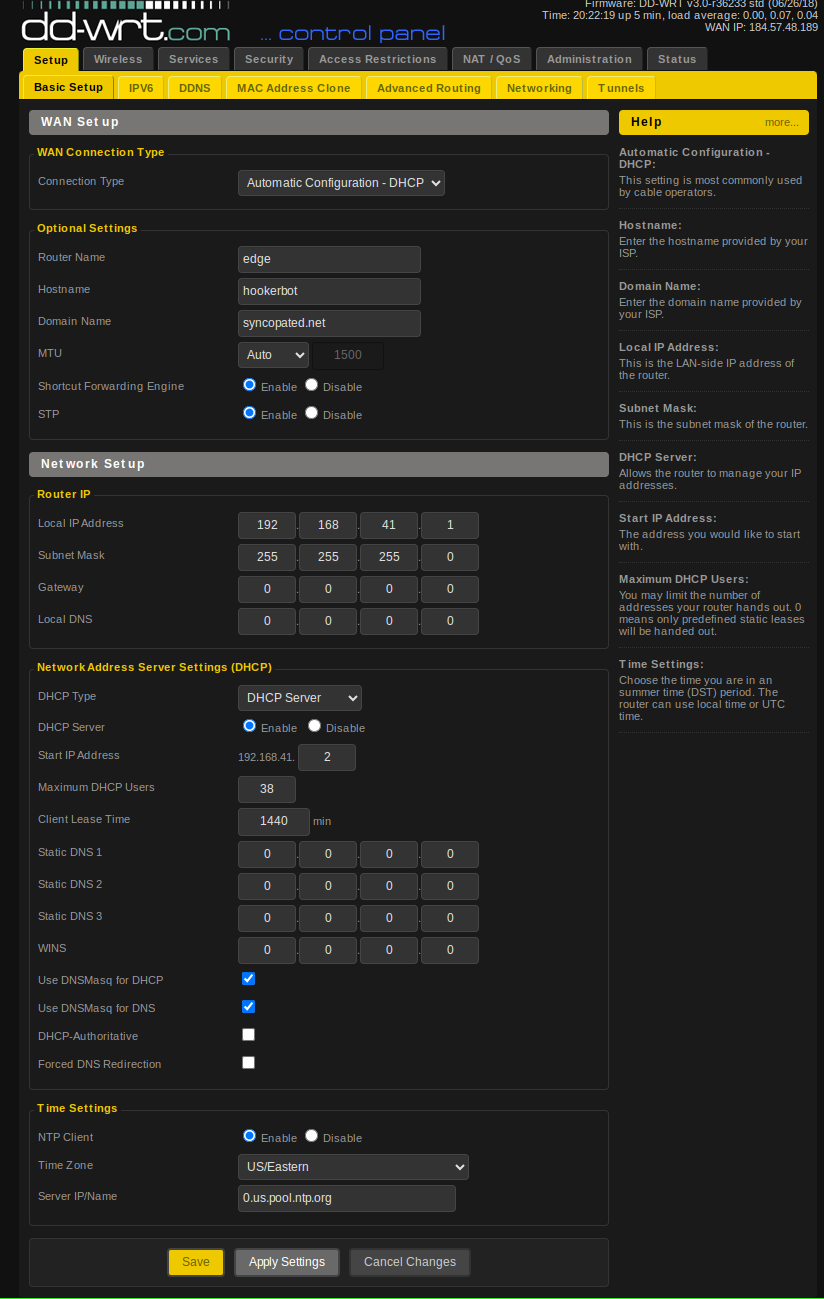 Firmware: DD-WRT v3.0-r36233 std (06/26/18)
Time: 20:22:19 up 5 min, load average: 0.00, 0.07, 0.04
WAN IP: 184.57.48.189
dd-wrt.com ... control panel
Setup Wireless Services Security Access Restrictions NAT / QoS Administration Status
Basic Setup IPV6 DDNS MAC Address Clone Advanced Routing Networking Tunnels
WAN Setup
WAN Connection Type
Connection Type Automatic Configuration - DHCP
Optional Settings
Router Name edge
Hostname hookerbot
Domain Name syncopated.net
MTU Auto 1500
Shortcut Forwarding Engine Enable Disable
STP Enable Disable
Network Setup
Router IP
Local IP Address 192. 168. 41. 1
Subnet Mask 255. 255. 255. 0
Gateway 0. 0. 0. 0
Local DNS 0. 0. 0. 0
Network Address Server Settings (DHCP)
DHCP Type DHCP Server
DHCP Server Enable Disable
Start IP Address 192.168.41. 2
Maximum DHCP Users 38
Client Lease Time 1440 min
Static DNS 1 0. 0. 0. 0
Static DNS 2 0. 0. 0. 0
Static DNS 3 0. 0. 0. 0
WINS 0. 0. 0. 0
Use DNSMasq for DHCP
Use DNSMasq for DNS
DHCP-Authoritative
Forced DNS Redirection
Time Settings
NTP Client Enable Disable
Time Zone US/Eastern
Server IP/Name 0.us.pool.ntp.org
Save Apply Settings Cancel Changes
Help more...
Automatic Configuration -
DHCP:
This setting is most commonly used
by cable operators.
Hostname:
Enter the hostname provided by your
ISP.
Domain Name:
Enter the domain name provided by
your ISP.
Local IP Address:
This is the LAN-side IP address of
the router.
Subnet Mask:
This is the subnet mask of the router.
DHCP Server:
Allows the router to manage your IP
addresses.
Start IP Address:
The address you would like to start
with.
Maximum DHCP Users:
You may limit the number of
addresses your router hands out. 0
means only predefined static leases
will be handed out.
Time Settings:
Choose the time you are in an
summer time (DST) period. The
router can use local time or UTC
time.